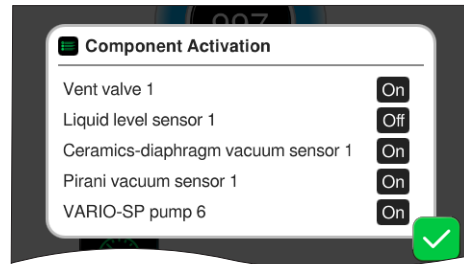 997
Component Activation
Vent valve 1 On
Liquid level sensor 1 Off
Ceramics-diaphragm vacuum sensor 1 On
Pirani vacuum sensor 1 On
VARIO-SP pump 6 On